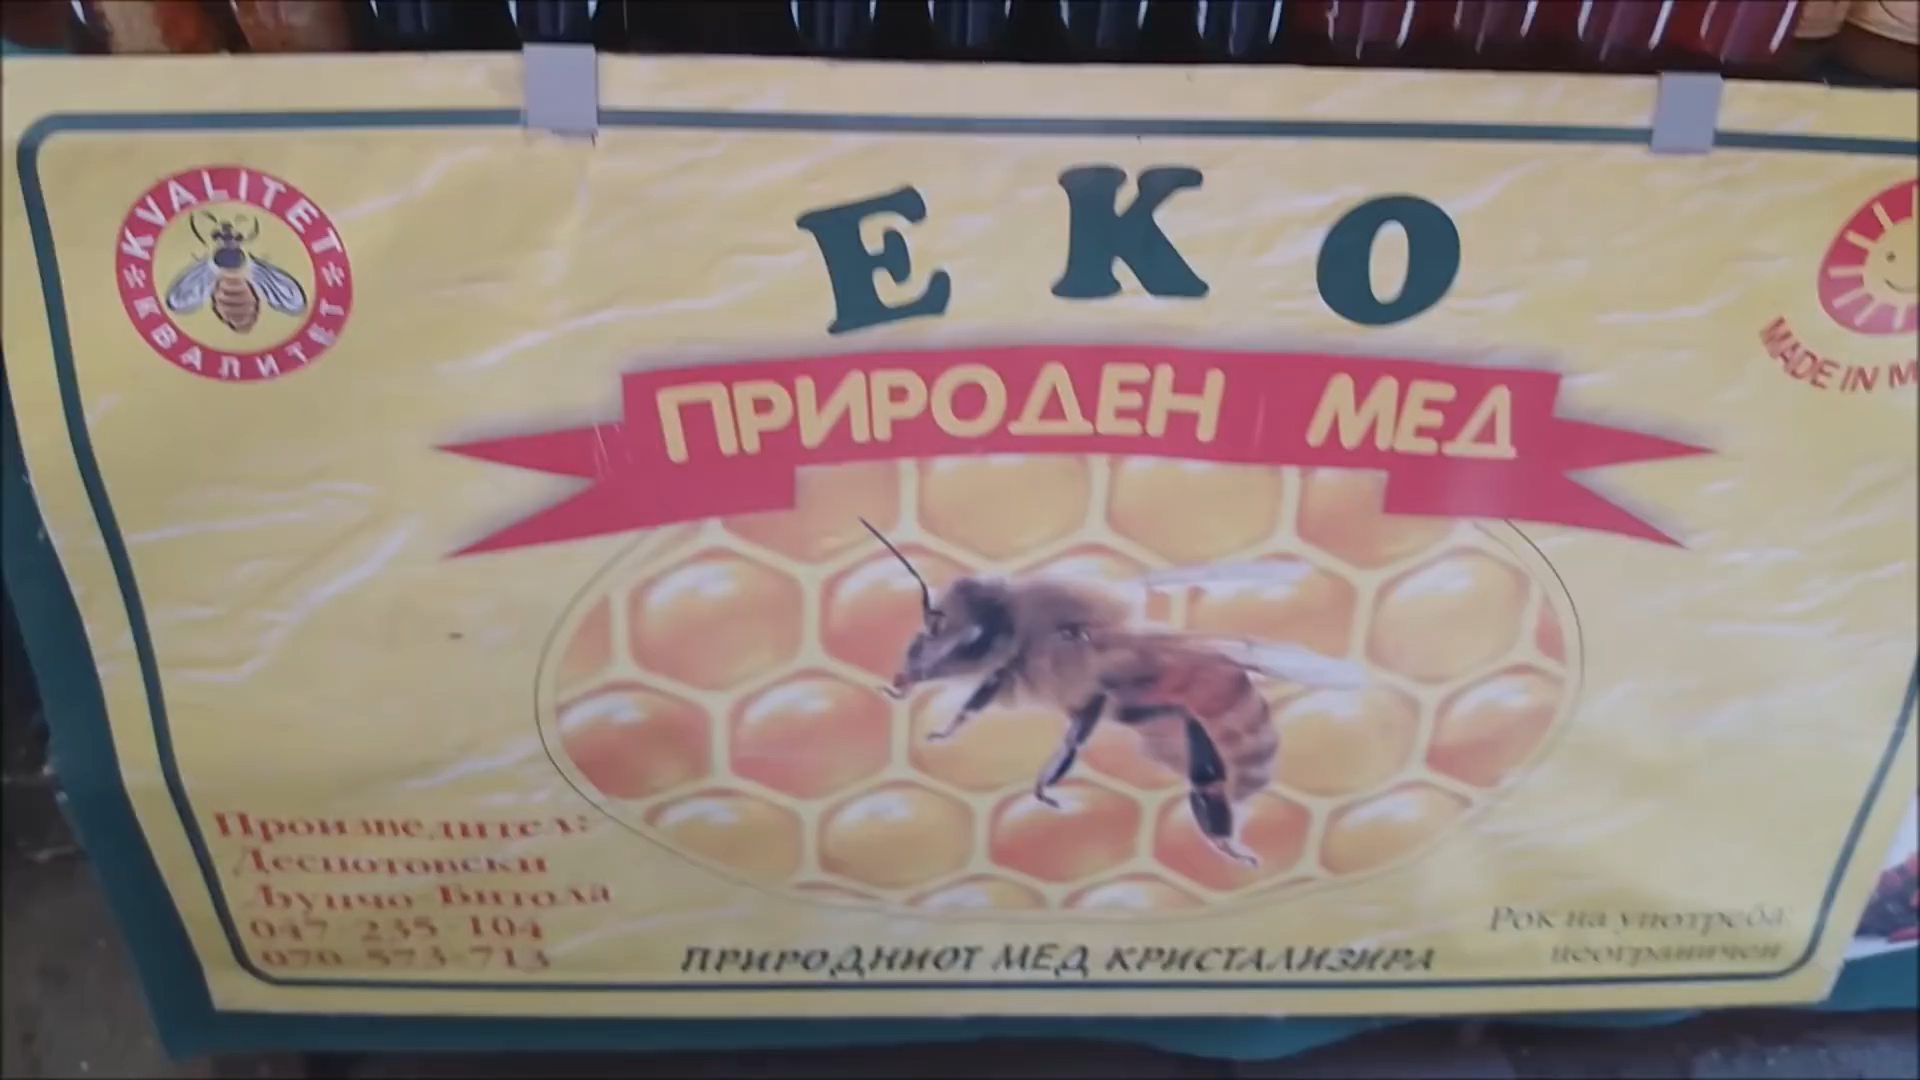 KVALITET
КВАЛИТЕТ
ЕКО
MADE IN M
ПРИРОДЕН МЕД
Производител:
Деспотовски
Љупчо Битола
047 235-104
070-573-713
ПРИРОДНИОТ МЕД КРИСТАЛИЗИРА
Рок на употреба
неограничен